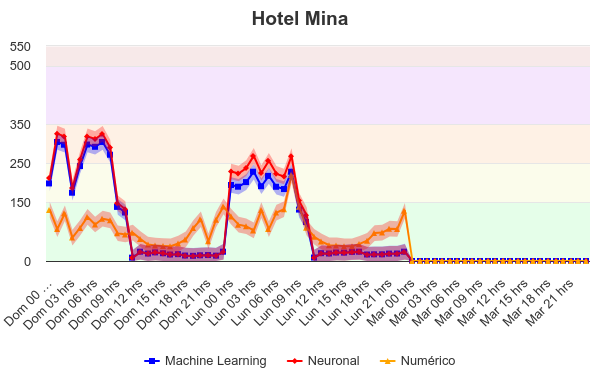 Hotel Mina
550
500
350
250
150
0
Dom 00 ...
Dom 03 hrs
Dom 06 hrs
Dom 09 hrs
Dom 12 hrs
Dom 15 hrs
Dom 18 hrs
Dom 21 hrs
Lun 00 hrs
Lun 03 hrs
Lun 06 hrs
Lun 09 hrs
Lun 12 hrs
Lun 15 hrs
Lun 18 hrs
Lun 21 hrs
Mar 00 hrs
Mar 03 hrs
Mar 06 hrs
Mar 09 hrs
Mar 12 hrs
Mar 15 hrs
Mar 18 hrs
Mar 21 hrs
Machine Learning Neuronal Numérico